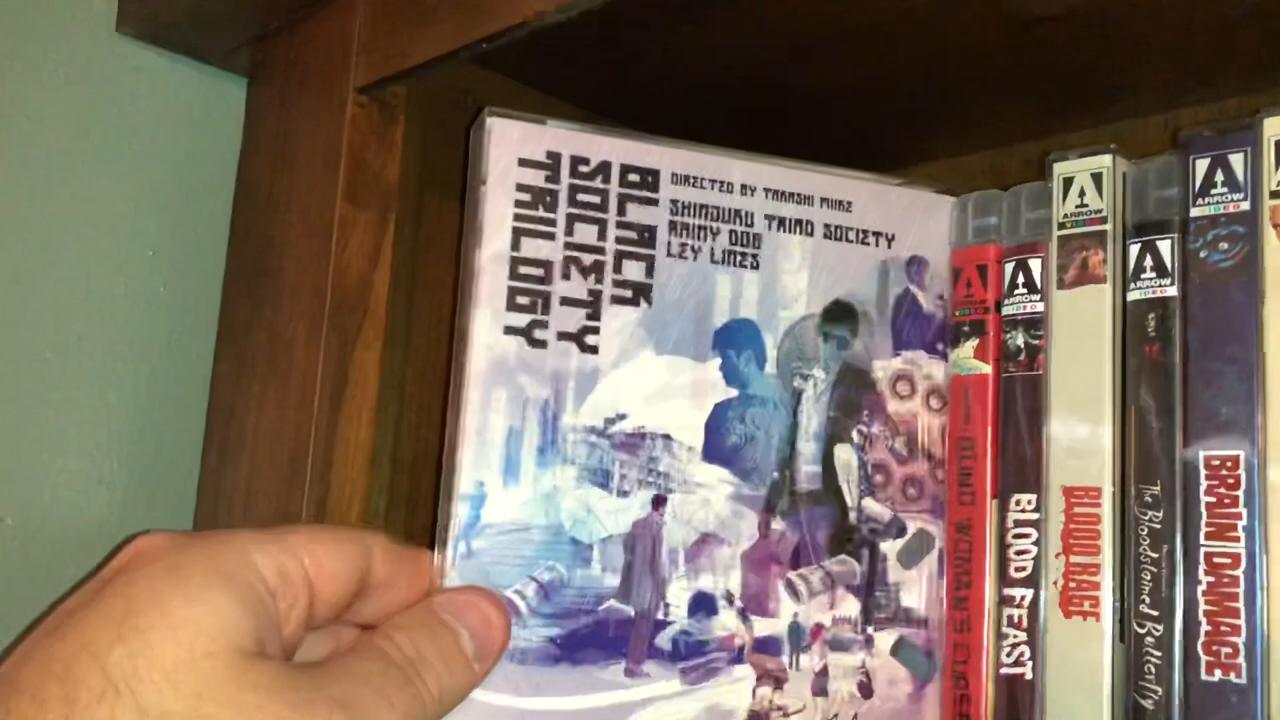 BLACK
SOCIETY
TRILOGY
DIRECTED BY TAKASHI MIIKE
SHINJUKU TRIAD SOCIETY
RAINY DOG
LEY LINES
ARROW
VIDEO
BLIND WOMAN'S CURSE
ARROW
VIDEO
BLOOD FEAST
ARROW
VIDEO
BLOOD RAGE
ARROW
VIDEO
The Bloodstained Butterfly
ARROW
VIDEO
BRAIN DAMAGE